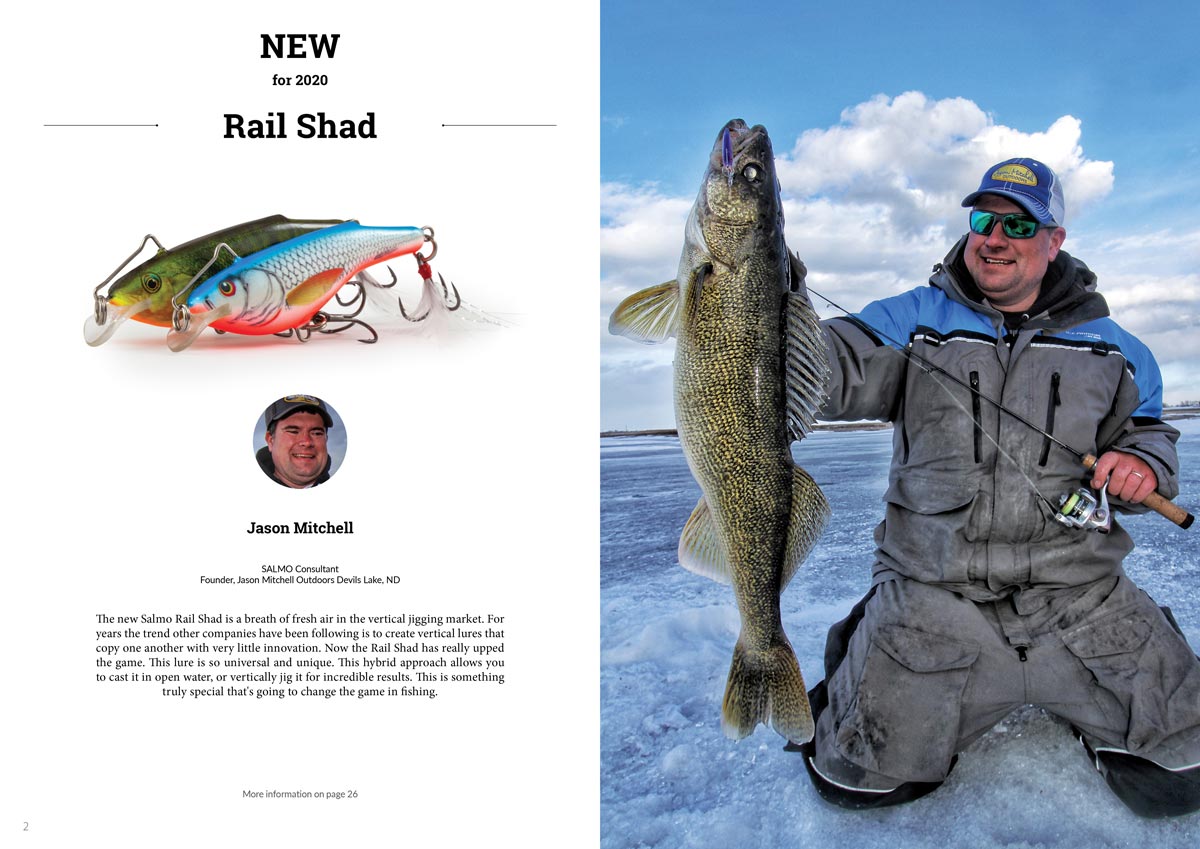 NEW
for 2020
Rail Shad
Jason Mitchell
SALMO Consultant
Founder, Jason Mitchell Outdoors Devils Lake, ND
The new Salmo Rail Shad is a breath of fresh air in the vertical jigging market. For
years the trend other companies have been following is to create vertical lures that
copy one another with very little innovation. Now the Rail Shad has really upped
the game. This lure is so universal and unique. This hybrid approach allows you
to cast it in open water, or vertically jig it for incredible results. This is something
truly special that's going to change the game in fishing.
More information on page 26
2
Jason Mitchell
OUTDOORS